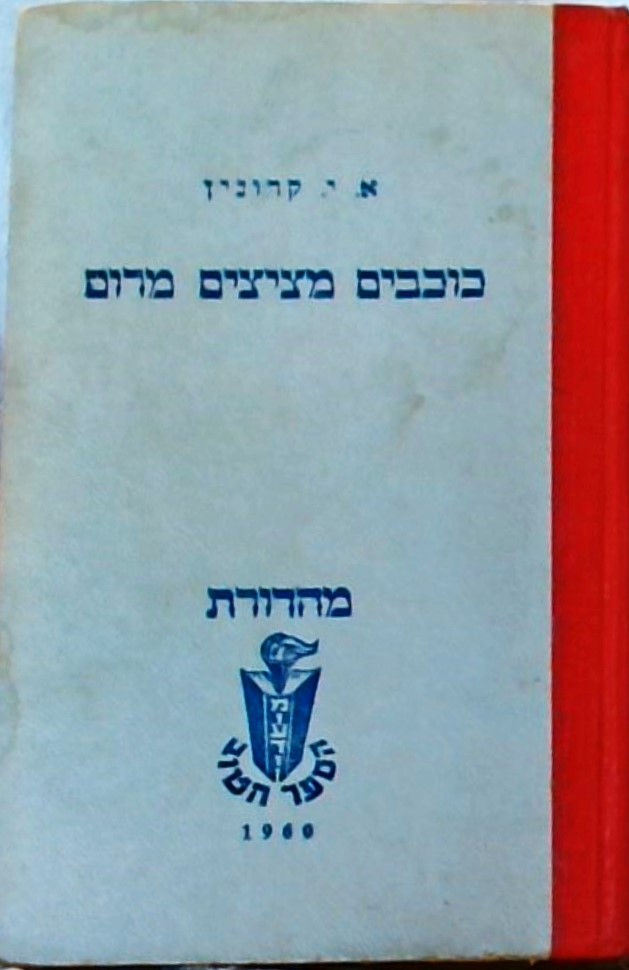 א. י. קרונין
כוכבים מציצים מרום
מהדורת
הספר הטוב
1960